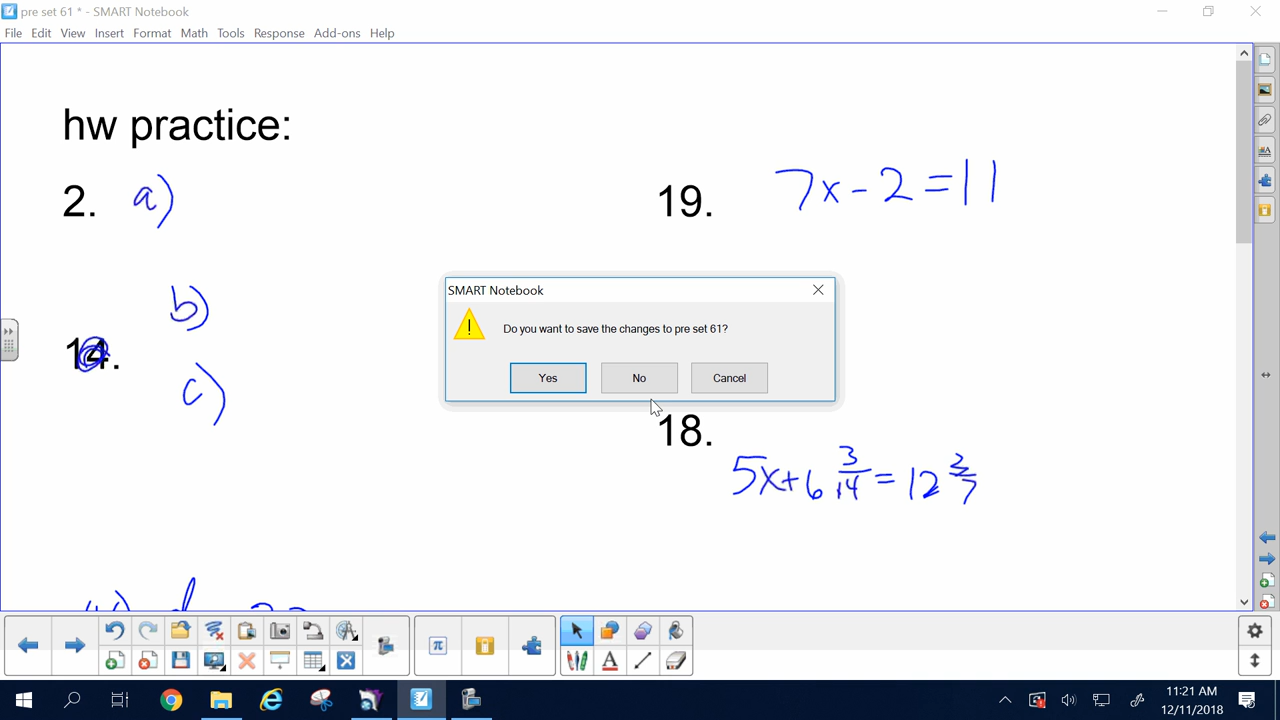 pre set 61 * - SMART Notebook
File Edit View Insert Format Math Tools Response Add-ons Help
hw practice:
2. a)
b)
14.
c)
19. 7x - 2 = 11
SMART Notebook
Do you want to save the changes to pre set 61?
Yes No Cancel
18.
5x + 6 3/14 = 12 2/7
11:21 AM
12/11/2018